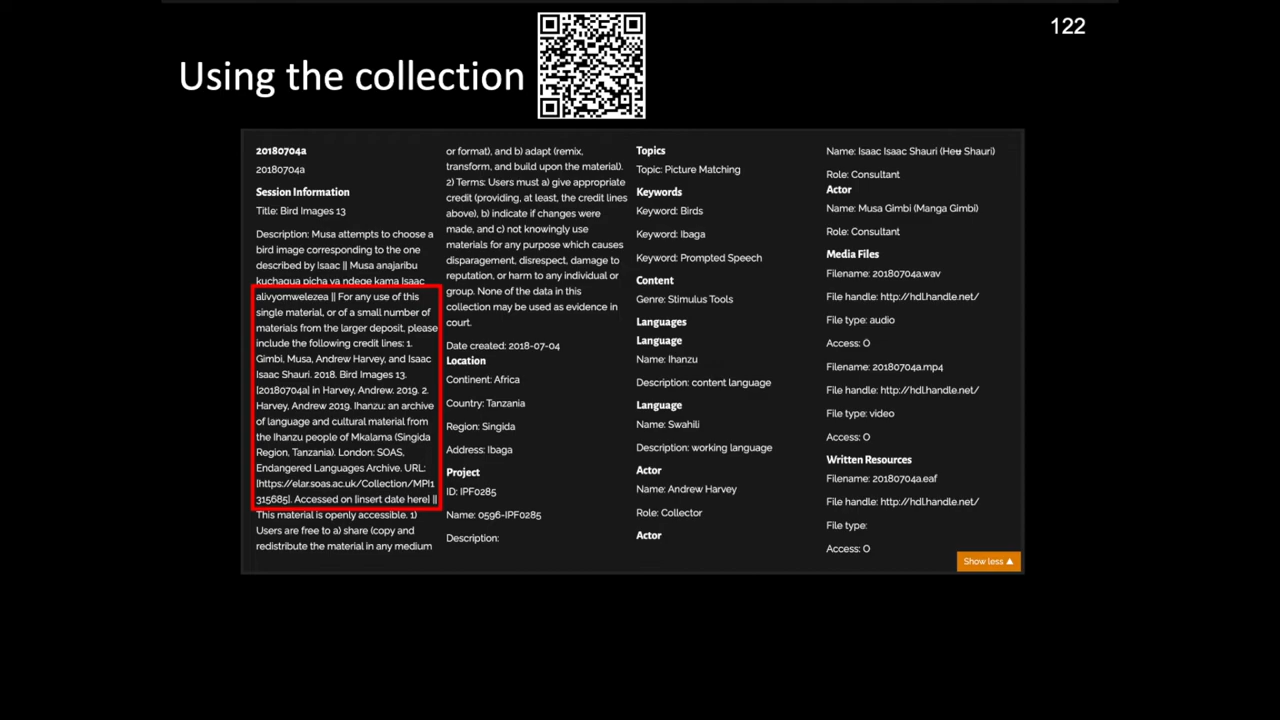 122
Using the collection
20180704a
20180704a
Session Information
Title: Bird Images 13
Description: Musa attempts to choose a
bird image corresponding to the one
described by Isaac || Musa anajaribu
kuchagua picha ya ndege kama Isaac
alivyomwelezea || For any use of this
single material, or of a small number of
materials from the larger deposit, please
include the following credit lines: 1.
Gimbi, Musa, Andrew Harvey, and Isaac
Isaac Shauri. 2018. Bird Images 13.
[20180704a] in Harvey, Andrew. 2019. 2.
Harvey, Andrew 2019. Ihanzu: an archive
of language and cultural material from
the Ihanzu people of Mkalama (Singida
Region, Tanzania). London: SOAS,
Endangered Languages Archive. URL:
[https://elar.soas.ac.uk/Collection/MPI1
315685]. Accessed on [insert date here] ||
This material is openly accessible. 1)
Users are free to a) share (copy and
redistribute the material in any medium
or format), and b) adapt (remix,
transform, and build upon the material).
2) Terms: Users must a) give appropriate
credit (providing, at least, the credit lines
above), b) indicate if changes were
made, and c) not knowingly use
materials for any purpose which causes
disparagement, disrespect, damage to
reputation, or harm to any individual or
group. None of the data in this
collection may be used as evidence in
court.
Date created: 2018-07-04
Location
Continent: Africa
Country: Tanzania
Region: Singida
Address: Ibaga
Project
ID: IPF0285
Name: 0596-IPF0285
Description:
Topics
Topic: Picture Matching
Keywords
Keyword: Birds
Keyword: Ibaga
Keyword: Prompted Speech
Content
Genre: Stimulus Tools
Languages
Language
Name: Ihanzu
Description: content language
Language
Name: Swahili
Description: working language
Actor
Name: Andrew Harvey
Role: Collector
Actor
Name: Isaac Isaac Shauri (Heʉ Shauri)
Role: Consultant
Actor
Name: Musa Gimbi (Manga Gimbi)
Role: Consultant
Media Files
Filename: 20180704a.wav
File handle: http://hdl.handle.net/
File type: audio
Access: O
Filename: 20180704a.mp4
File handle: http://hdl.handle.net/
File type: video
Access: O
Written Resources
Filename: 20180704a.eaf
File handle: http://hdl.handle.net/
File type:
Access: O
Show less ▲